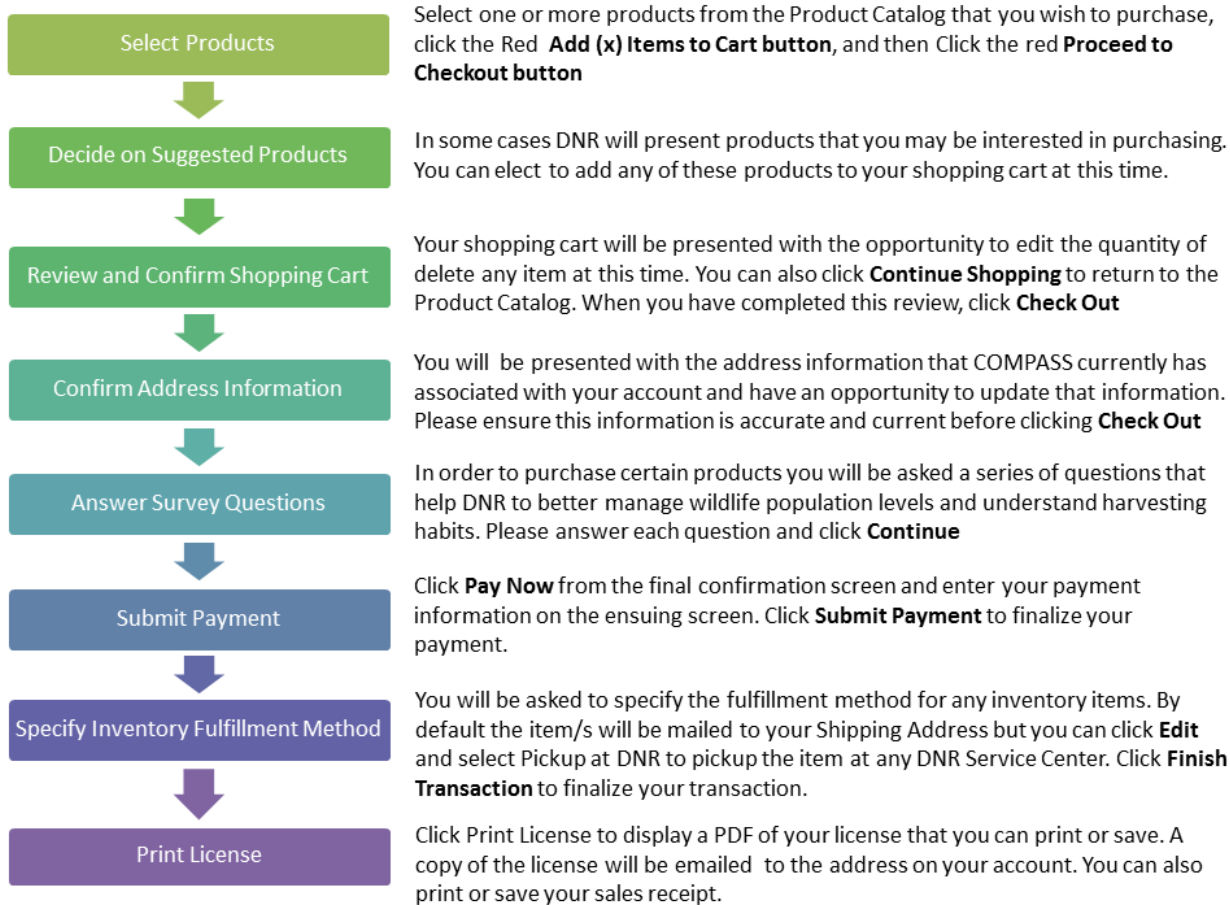 Select Products
Select one or more products from the Product Catalog that you wish to purchase,
click the Red Add (x) Items to Cart button, and then Click the red Proceed to
Checkout button
Decide on Suggested Products
In some cases DNR will present products that you may be interested in purchasing.
You can elect to add any of these products to your shopping cart at this time.
Review and Confirm Shopping Cart
Your shopping cart will be presented with the opportunity to edit the quantity of
delete any item at this time. You can also click Continue Shopping to return to the
Product Catalog. When you have completed this review, click Check Out
Confirm Address Information
You will be presented with the address information that COMPASS currently has
associated with your account and have an opportunity to update that information.
Please ensure this information is accurate and current before clicking Check Out
Answer Survey Questions
In order to purchase certain products you will be asked a series of questions that
help DNR to better manage wildlife population levels and understand harvesting
habits. Please answer each question and click Continue
Submit Payment
Click Pay Now from the final confirmation screen and enter your payment
information on the ensuing screen. Click Submit Payment to finalize your
payment.
Specify Inventory Fulfillment Method
You will be asked to specify the fulfillment method for any inventory items. By
default the item/s will be mailed to your Shipping Address but you can click Edit
and select Pickup at DNR to pickup the item at any DNR Service Center. Click Finish
Transaction to finalize your transaction.
Print License
Click Print License to display a PDF of your license that you can print or save. A
copy of the license will be emailed to the address on your account. You can also
print or save your sales receipt.